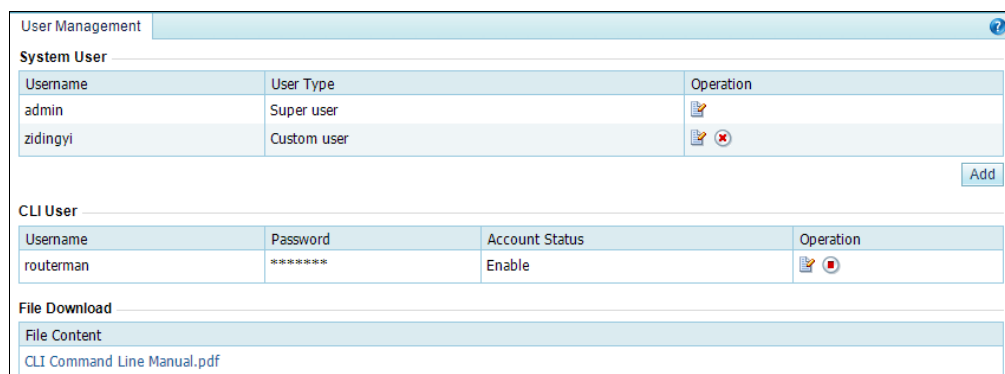 User Management
System User
Username User Type Operation
admin Super user
zidingyi Custom user
Add
CLI User
Username Password Account Status Operation
routerman ******* Enable
File Download
File Content
CLI Command Line Manual.pdf